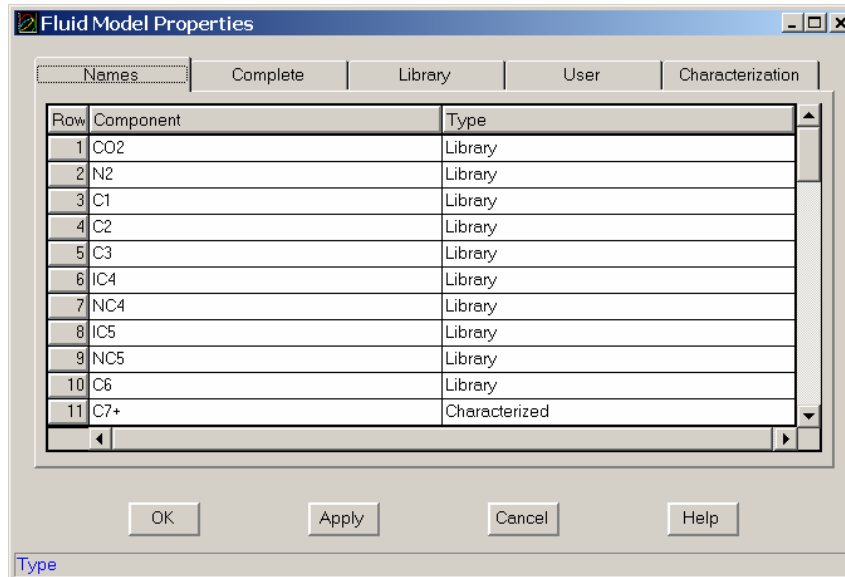 Fluid Model Properties
Names Complete Library User Characterization
Row Component Type
1 CO2 Library
2 N2 Library
3 C1 Library
4 C2 Library
5 C3 Library
6 IC4 Library
7 NC4 Library
8 IC5 Library
9 NC5 Library
10 C6 Library
11 C7+ Characterized
OK Apply Cancel Help
Type